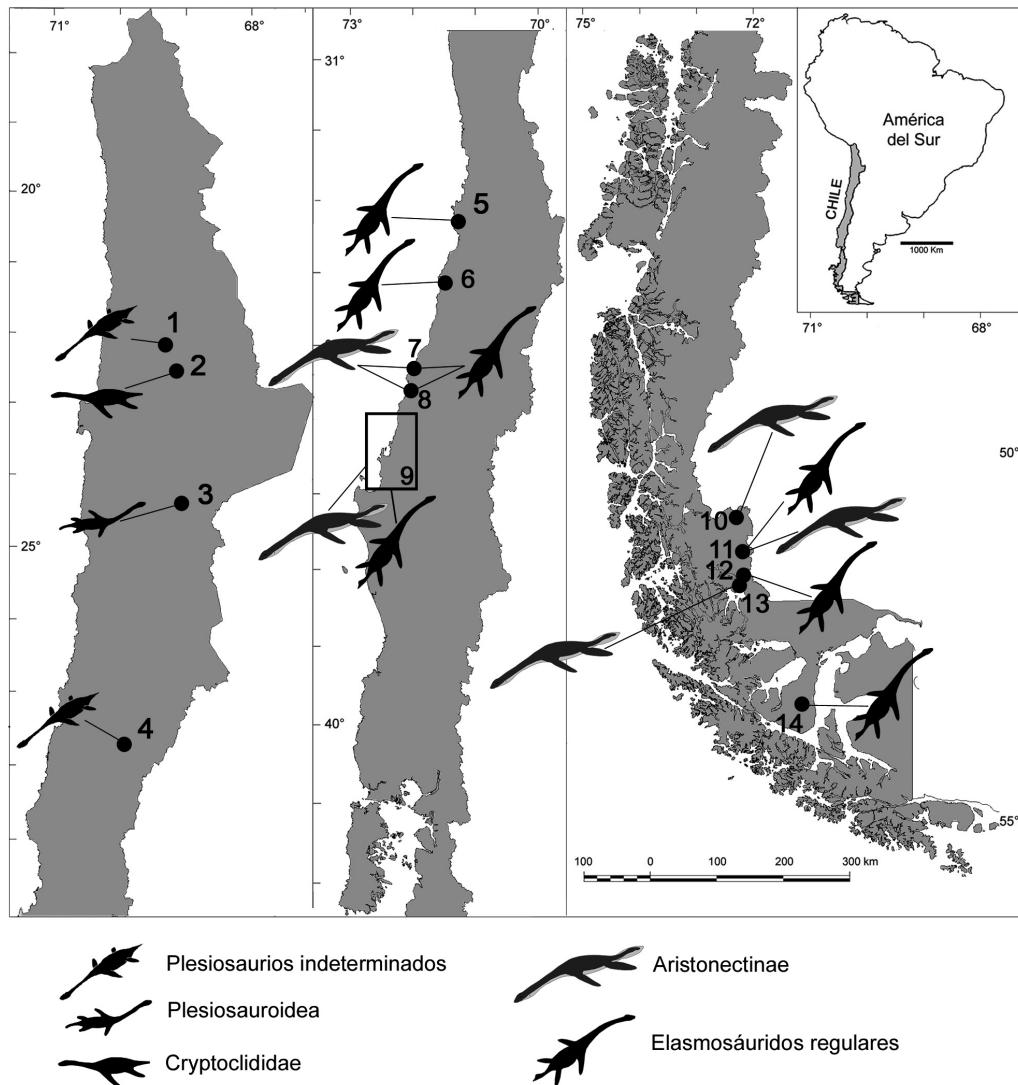 71° 68° 73° 70° 75° 72°
31°
América
del Sur
CHILE
1000 Km
20°
5
6
71° 68°
1
2
7
8
50°
9
3
10
25°
11
12
13
40°
14
4
55°
100 0 100 200 300 km
Plesiosaurios indeterminados
Aristonectinae
Plesiosauroidea
Elasmosáuridos regulares
Cryptoclididae